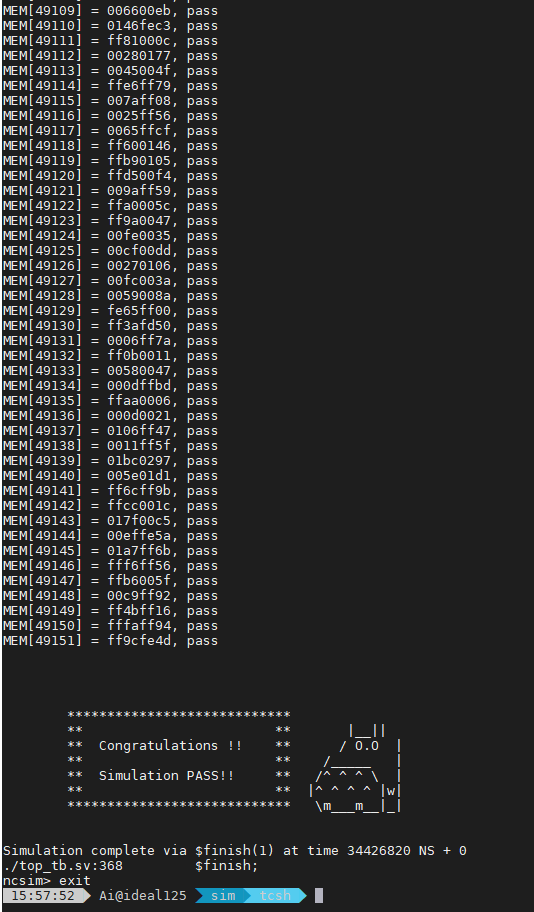 MEM[49109] = 006600eb, pass
MEM[49110] = 0146fec3, pass
MEM[49111] = ff81000c, pass
MEM[49112] = 00280177, pass
MEM[49113] = 0045004f, pass
MEM[49114] = ffe6ff79, pass
MEM[49115] = 007aff08, pass
MEM[49116] = 0025ff56, pass
MEM[49117] = 0065ffcf, pass
MEM[49118] = ff600146, pass
MEM[49119] = ffb90105, pass
MEM[49120] = ffd500f4, pass
MEM[49121] = 009aff59, pass
MEM[49122] = ffa0005c, pass
MEM[49123] = ff9a0047, pass
MEM[49124] = 00fe0035, pass
MEM[49125] = 00cf00dd, pass
MEM[49126] = 00270106, pass
MEM[49127] = 00fc003a, pass
MEM[49128] = 0059008a, pass
MEM[49129] = fe65ff00, pass
MEM[49130] = ff3afd50, pass
MEM[49131] = 0006ff7a, pass
MEM[49132] = ff0b0011, pass
MEM[49133] = 00580047, pass
MEM[49134] = 000dffbd, pass
MEM[49135] = ffaa0006, pass
MEM[49136] = 000d0021, pass
MEM[49137] = 0106ff47, pass
MEM[49138] = 0011ff5f, pass
MEM[49139] = 01bc0297, pass
MEM[49140] = 005e01d1, pass
MEM[49141] = ff6cff9b, pass
MEM[49142] = ffcc001c, pass
MEM[49143] = 017f00c5, pass
MEM[49144] = 00effe5a, pass
MEM[49145] = 01a7ff6b, pass
MEM[49146] = fff6ff56, pass
MEM[49147] = ffb6005f, pass
MEM[49148] = 00c9ff92, pass
MEM[49149] = ff4bff16, pass
MEM[49150] = fffaff94, pass
MEM[49151] = ff9cfe4d, pass
****************************
**                        **       |__||
**  Congratulations !!    **      / O.O  |
**                        **    /_____   |
**  Simulation PASS!!     **   /^ ^ ^ \  |
**                        **  |^ ^ ^ ^ |w|
****************************   \m___m__|_|
Simulation complete via $finish(1) at time 34426820 NS + 0
./top_tb.sv:368         $finish;
ncsim> exit
15:57:52 Ai@ideal125 sim tcsh